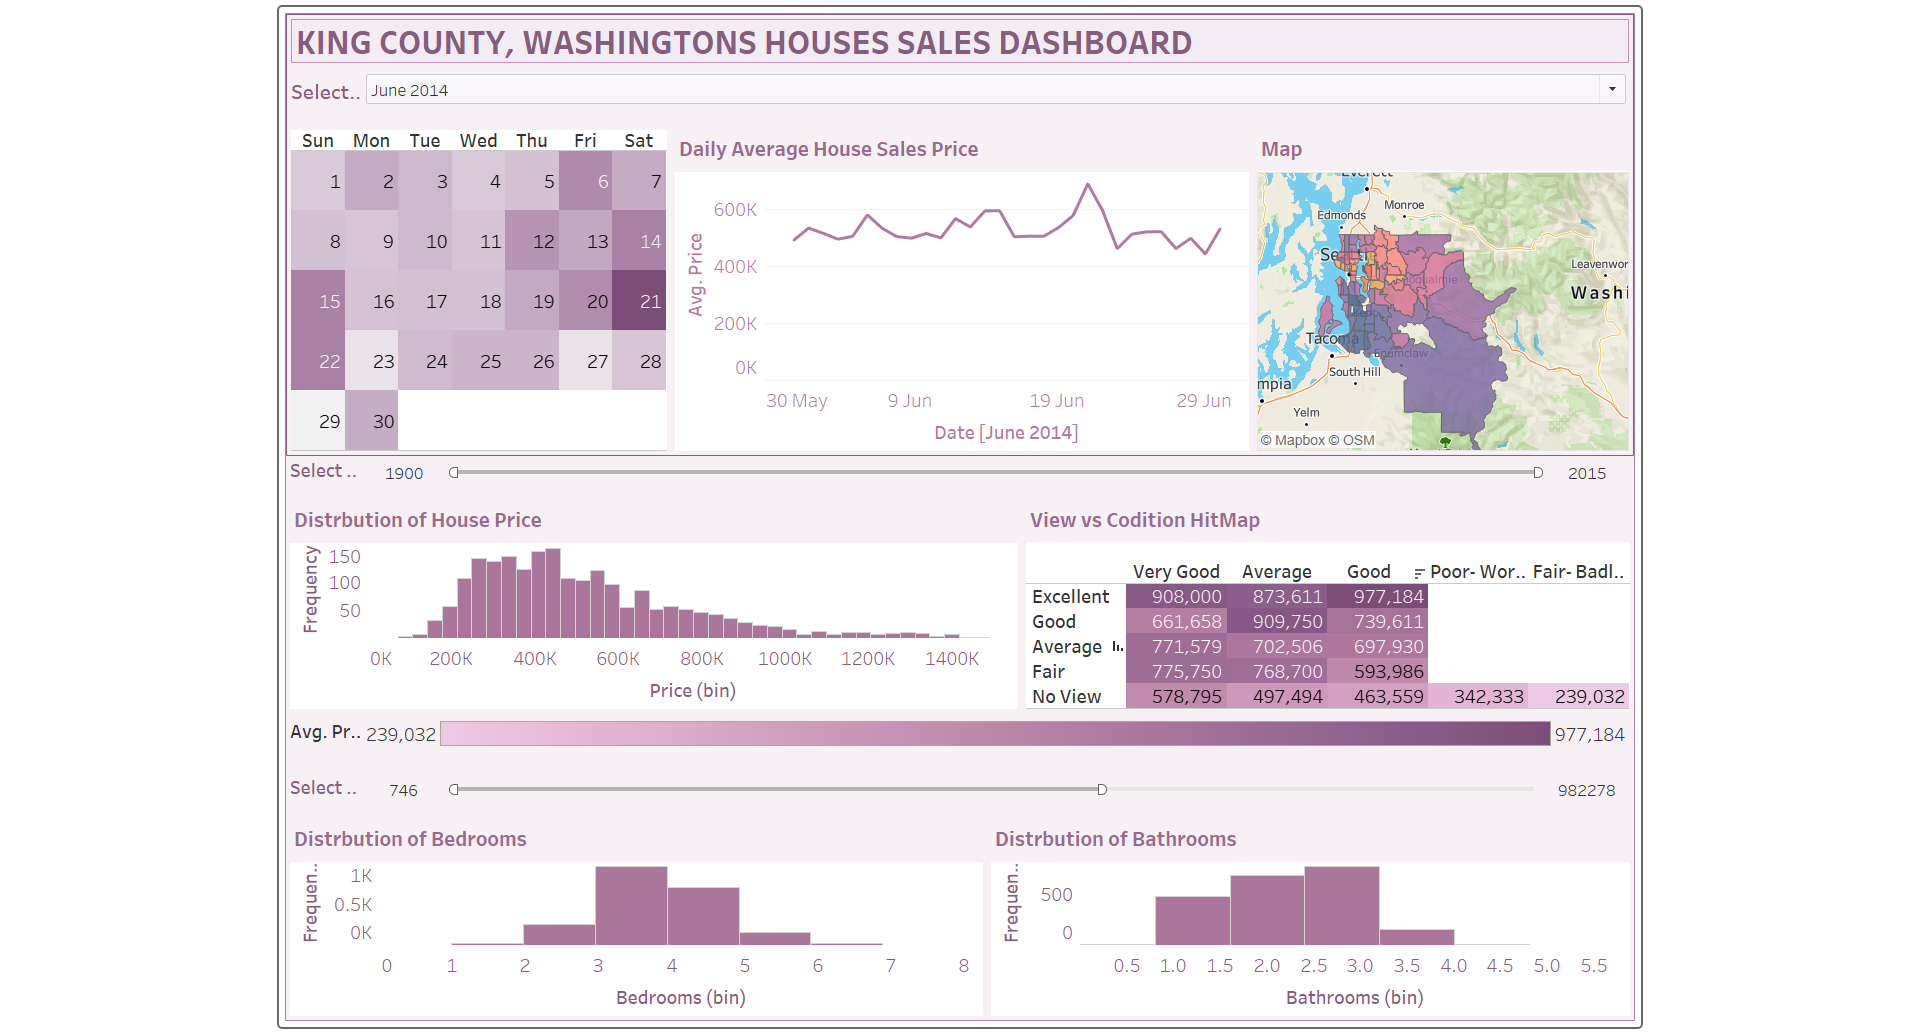 KING COUNTY, WASHINGTONS HOUSES SALES DASHBOARD
Select.. June 2014
Sun Mon Tue Wed Thu Fri Sat
1 2 3 4 5 6 7
8 9 10 11 12 13 14
15 16 17 18 19 20 21
22 23 24 25 26 27 28
29 30
Daily Average House Sales Price
Avg. Price
600K
400K
200K
0K
30 May 9 Jun 19 Jun 29 Jun
Date [June 2014]
Map
Everett
Monroe
Edmonds
Leavenwor
Washi
Tacoma
Enumclaw
South Hill
mpia
Yelm
© Mapbox © OSM
Select .. 1900 2015
Distrbution of House Price
Frequency
150
100
50
0K 200K 400K 600K 800K 1000K 1200K 1400K
Price (bin)
View vs Codition HitMap
Very Good Average Good Poor- Wor.. Fair- Badl..
Excellent 908,000 873,611 977,184
Good 661,658 909,750 739,611
Average 771,579 702,506 697,930
Fair 775,750 768,700 593,986
No View 578,795 497,494 463,559 342,333 239,032
Avg. Pr.. 239,032 977,184
Select .. 746 982278
Distrbution of Bedrooms
Frequen..
1K
0.5K
0K
0 1 2 3 4 5 6 7 8
Bedrooms (bin)
Distrbution of Bathrooms
Frequen..
500
0
0.5 1.0 1.5 2.0 2.5 3.0 3.5 4.0 4.5 5.0 5.5
Bathrooms (bin)